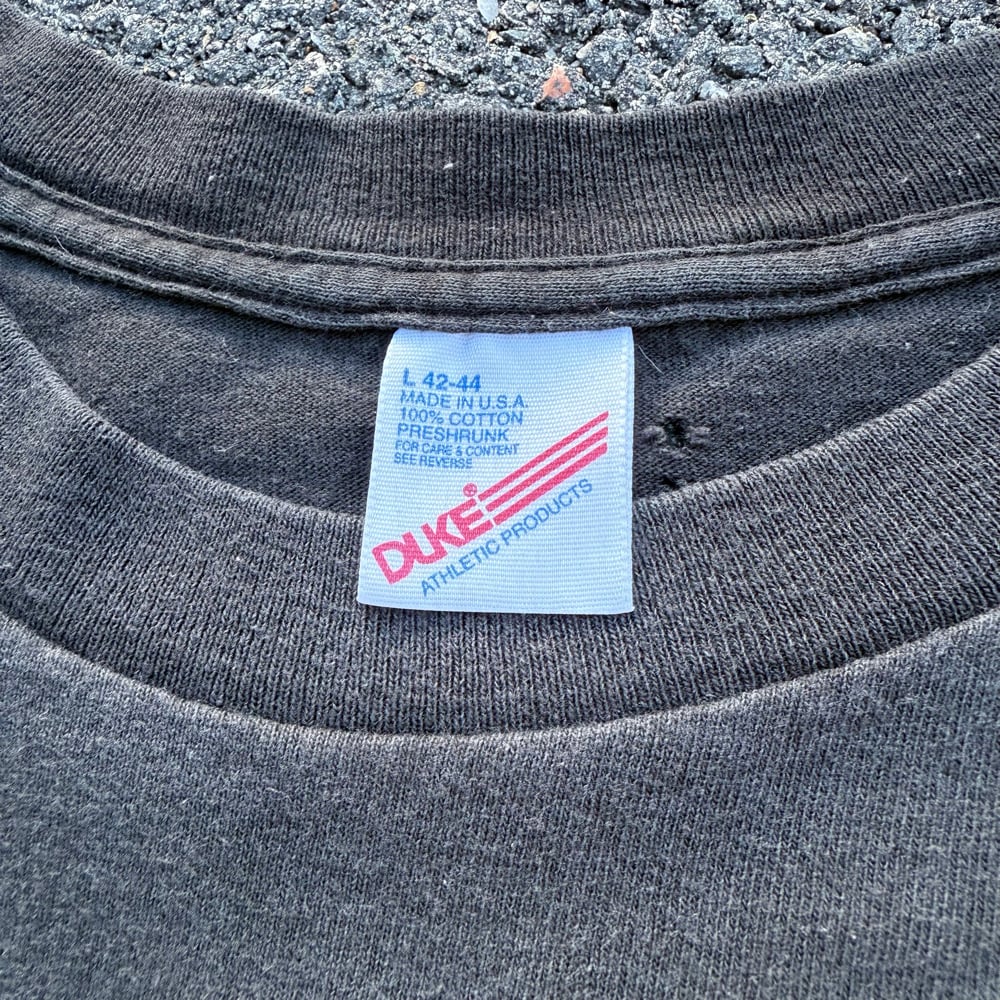 L 42-44
MADE IN U.S.A.
100% COTTON
PRESHRUNK
FOR CARE & CONTENT
SEE REVERSE
DUKE®
ATHLETIC PRODUCTS